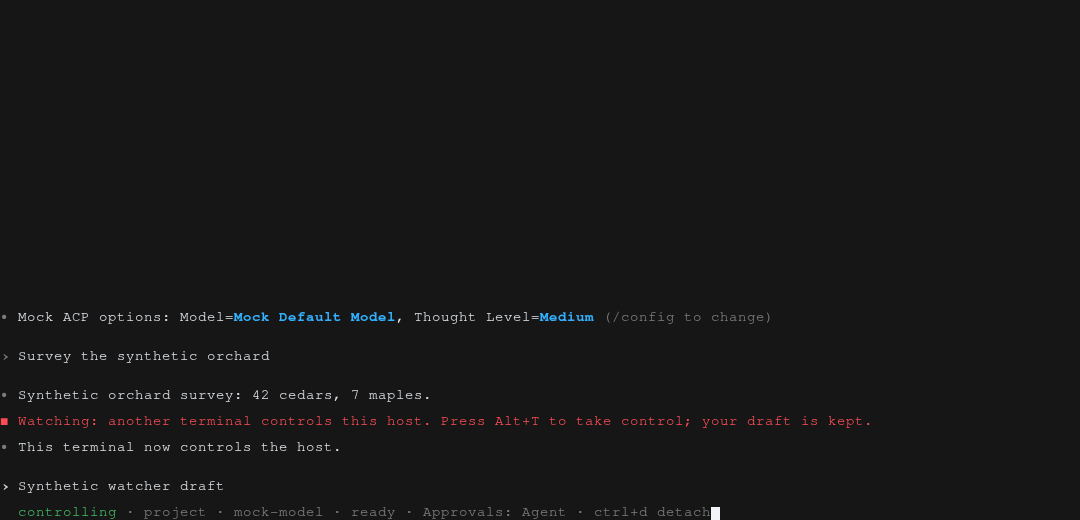 • Mock ACP options: Model=Mock Default Model, Thought Level=Medium (/config to change)
› Survey the synthetic orchard
• Synthetic orchard survey: 42 cedars, 7 maples.
■ Watching: another terminal controls this host. Press Alt+T to take control; your draft is kept.
• This terminal now controls the host.
› Synthetic watcher draft
controlling · project · mock-model · ready · Approvals: Agent · ctrl+d detach